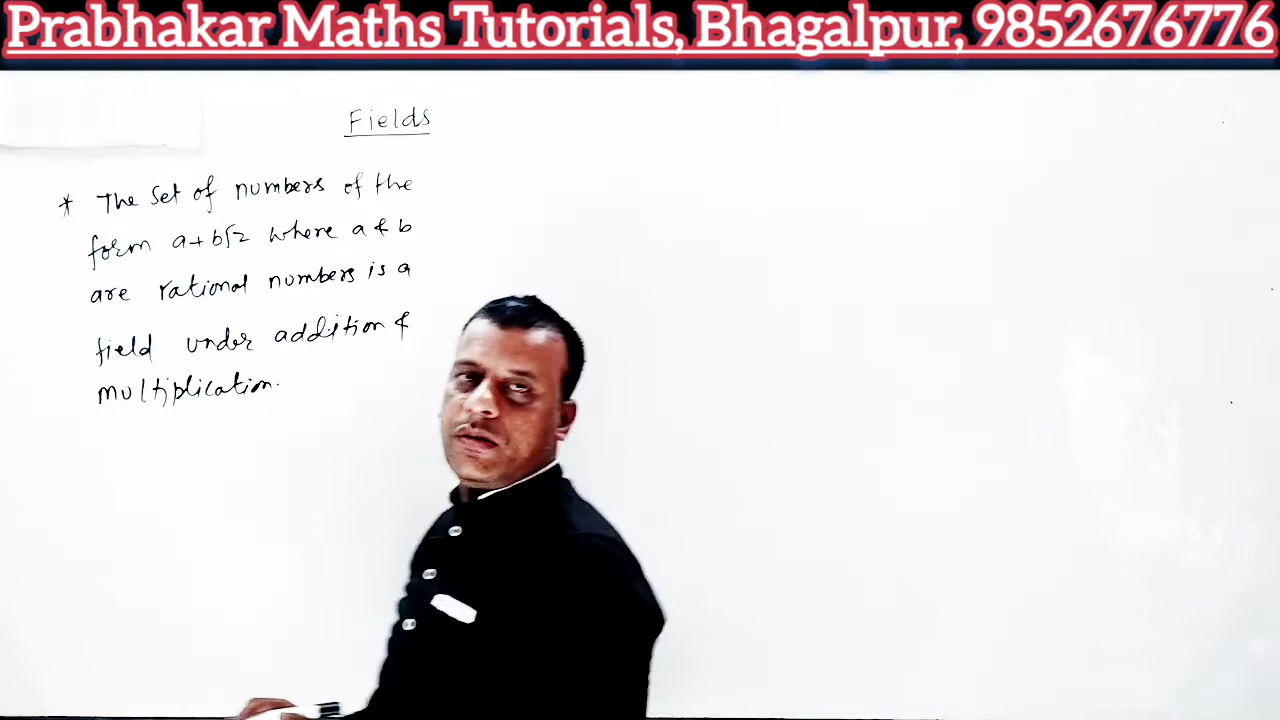 Prabhakar Maths Tutorials, Bhagalpur, 9852676776
Fields
* The set of numbers of the
form a+b√2 where a & b
are rational numbers is a
field under addition &
multiplication.